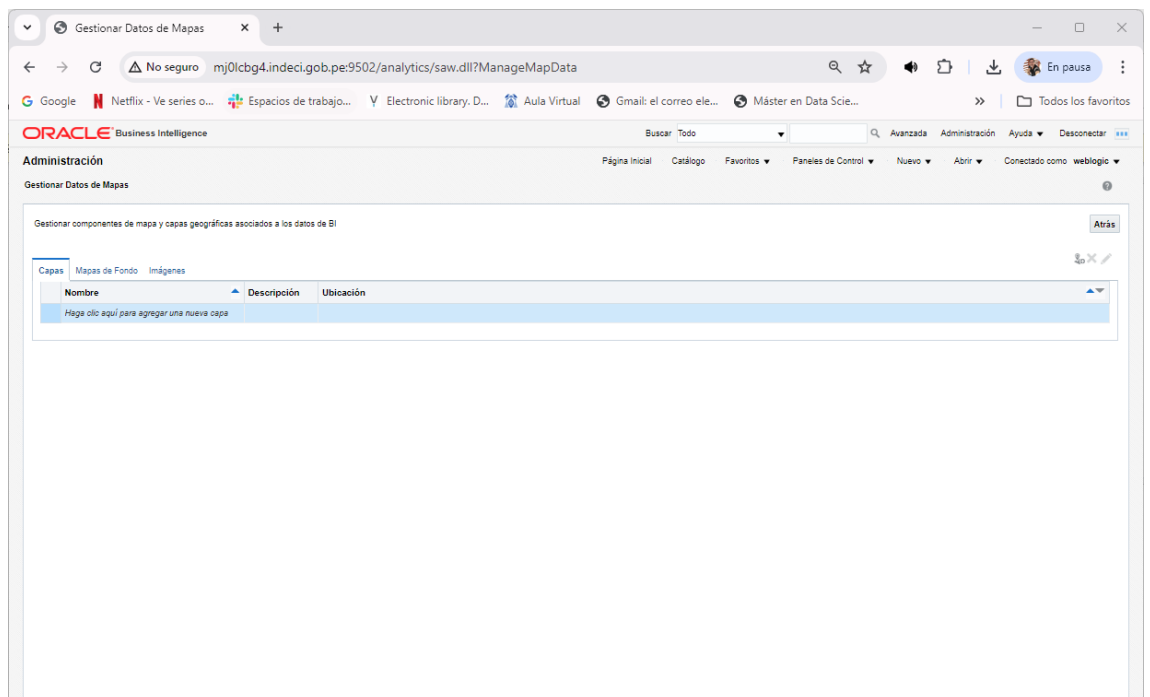 Gestionar Datos de Mapas
No seguro mj0lcbg4.indeci.gob.pe:9502/analytics/saw.dll?ManageMapData En pausa
Google Netflix - Ve series o... Espacios de trabajo... Electronic library. D... Aula Virtual Gmail: el correo ele... Máster en Data Scie... » Todos los favoritos
ORACLE Business Intelligence Buscar Todo Avanzada Administración Ayuda Desconectar
Administración Página Inicial Catálogo Favoritos Paneles de Control Nuevo Abrir Conectado como weblogic
Gestionar Datos de Mapas
Gestionar componentes de mapa y capas geográficas asociados a los datos de BI Atrás
Capas Mapas de Fondo Imágenes
Nombre Descripción Ubicación
Haga clic aquí para agregar una nueva capa